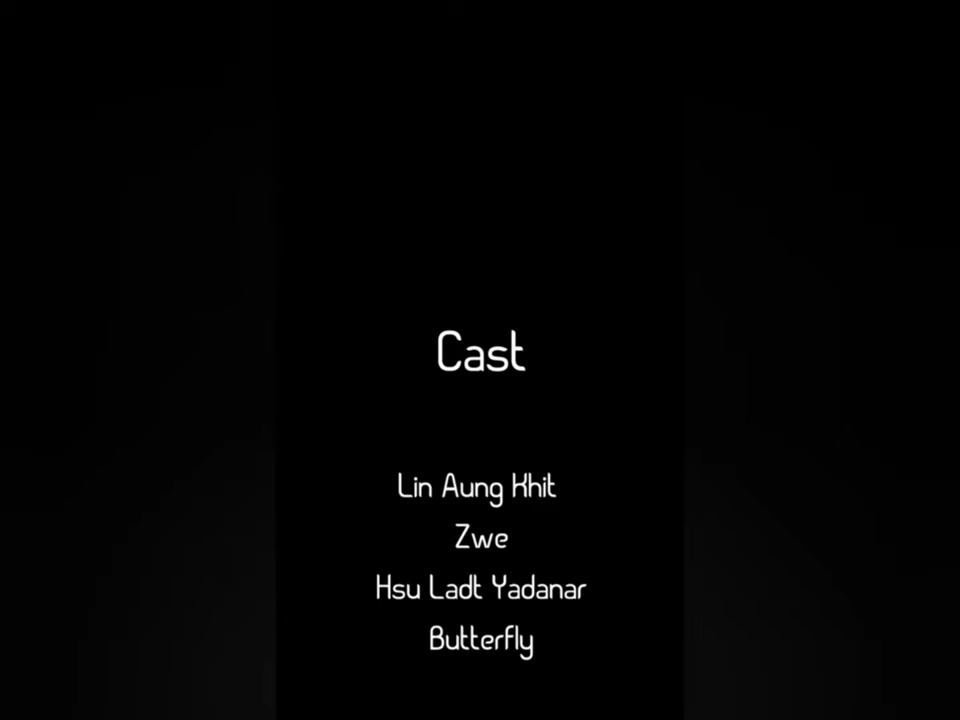 Cast
Lin Aung Khit
Zwe
Hsu Ladt Yadanar
Butterfly